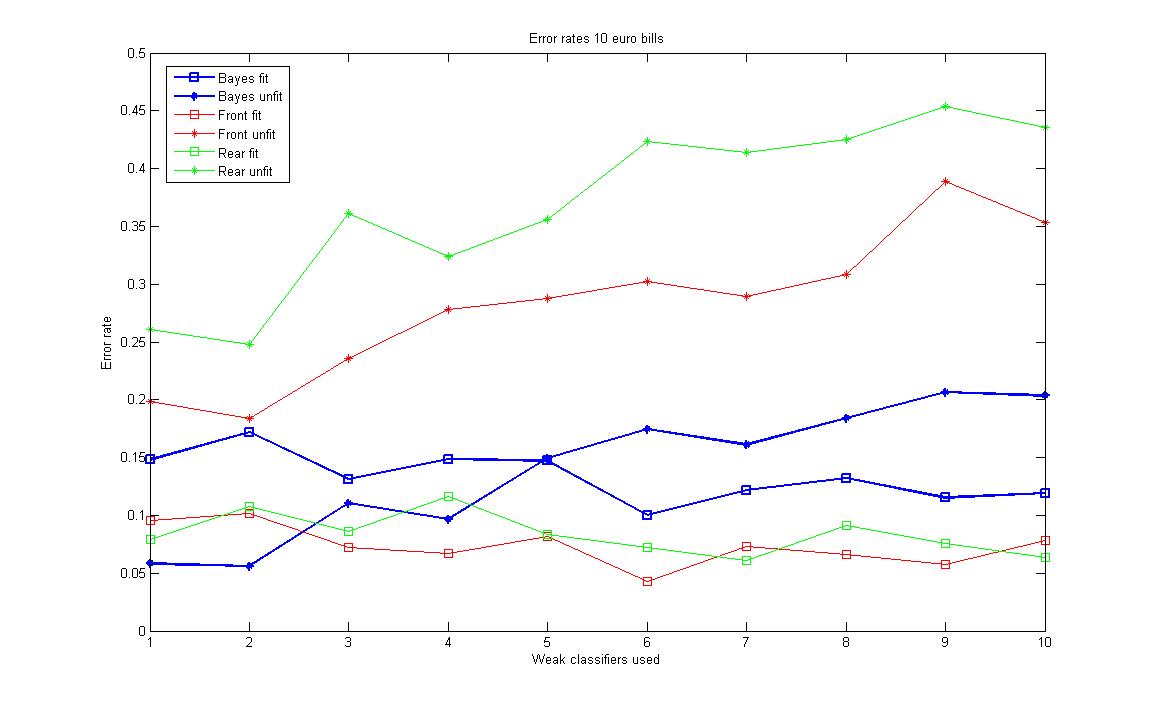 Error rates 10 euro bills
0.5
0.45
0.4
0.35
0.3
0.25
0.2
0.15
0.1
0.05
0
Error rate
Bayes fit
Bayes unfit
Front fit
Front unfit
Rear fit
Rear unfit
1 2 3 4 5 6 7 8 9 10
Weak classifiers used